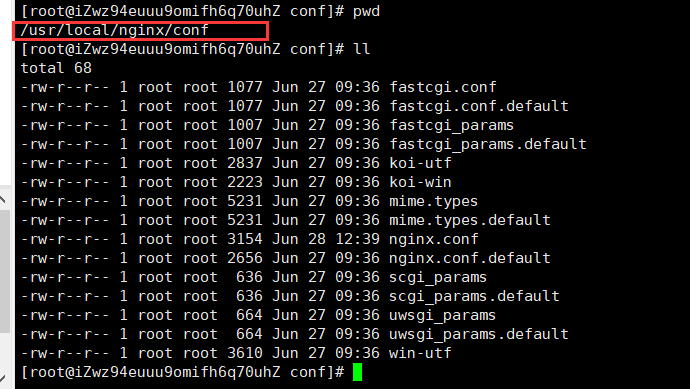 [root@iZwz94euuu9omifh6q70uhZ conf]# pwd
/usr/local/nginx/conf
[root@iZwz94euuu9omifh6q70uhZ conf]# ll
total 68
-rw-r--r-- 1 root root 1077 Jun 27 09:36 fastcgi.conf
-rw-r--r-- 1 root root 1077 Jun 27 09:36 fastcgi.conf.default
-rw-r--r-- 1 root root 1007 Jun 27 09:36 fastcgi_params
-rw-r--r-- 1 root root 1007 Jun 27 09:36 fastcgi_params.default
-rw-r--r-- 1 root root 2837 Jun 27 09:36 koi-utf
-rw-r--r-- 1 root root 2223 Jun 27 09:36 koi-win
-rw-r--r-- 1 root root 5231 Jun 27 09:36 mime.types
-rw-r--r-- 1 root root 5231 Jun 27 09:36 mime.types.default
-rw-r--r-- 1 root root 3154 Jun 28 12:39 nginx.conf
-rw-r--r-- 1 root root 2656 Jun 27 09:36 nginx.conf.default
-rw-r--r-- 1 root root  636 Jun 27 09:36 scgi_params
-rw-r--r-- 1 root root  636 Jun 27 09:36 scgi_params.default
-rw-r--r-- 1 root root  664 Jun 27 09:36 uwsgi_params
-rw-r--r-- 1 root root  664 Jun 27 09:36 uwsgi_params.default
-rw-r--r-- 1 root root 3610 Jun 27 09:36 win-utf
[root@iZwz94euuu9omifh6q70uhZ conf]#